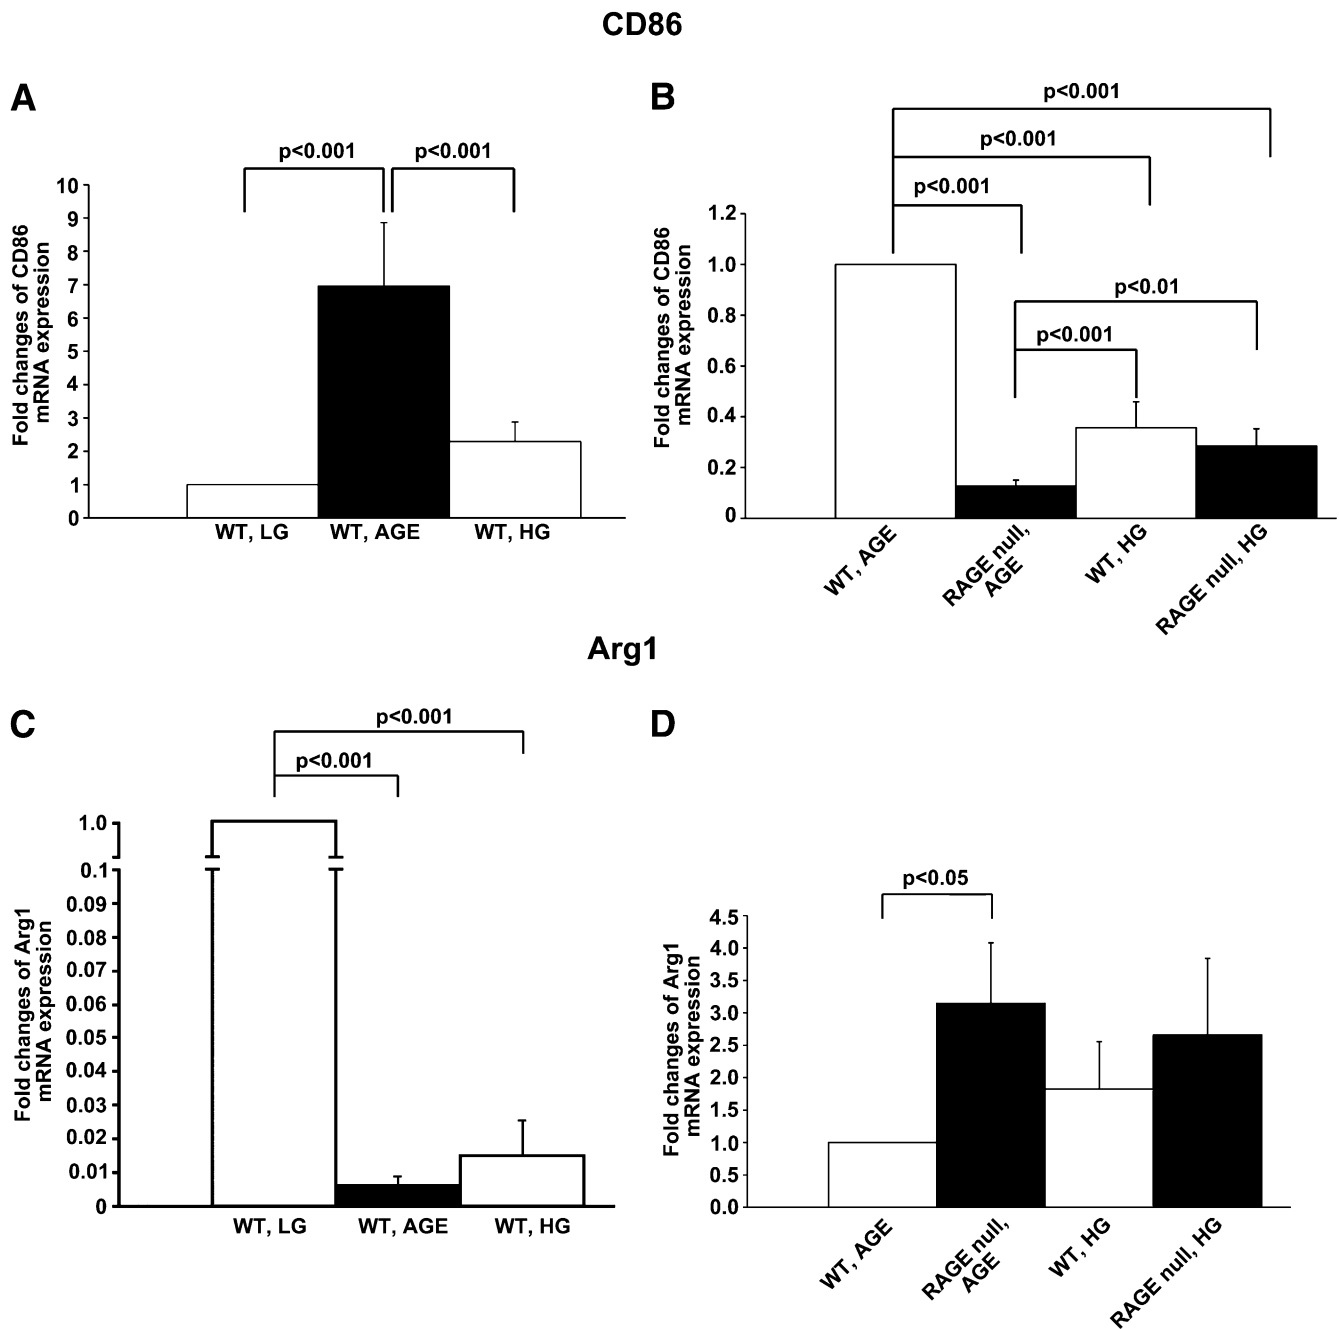 CD86
A
p<0.001
p<0.001
10
9
8
7
6
5
4
3
2
1
0
Fold changes of CD86
mRNA expression
WT, LG
WT, AGE
WT, HG
B
p<0.001
p<0.001
p<0.001
p<0.01
p<0.001
1.2
1.0
0.8
0.6
0.4
0.2
0
Fold changes of CD86
mRNA expression
WT, AGE
RAGE null,
AGE
WT, HG
RAGE null, HG
Arg1
C
p<0.001
p<0.001
1.0
0.1
0.09
0.08
0.07
0.06
0.05
0.04
0.03
0.02
0.01
0
Fold changes of Arg1
mRNA expression
WT, LG
WT, AGE
WT, HG
D
p<0.05
4.5
4.0
3.5
3.0
2.5
2.0
1.5
1.0
0.5
0.0
Fold changes of Arg1
mRNA expression
WT, AGE
RAGE null,
AGE
WT, HG
RAGE null, HG